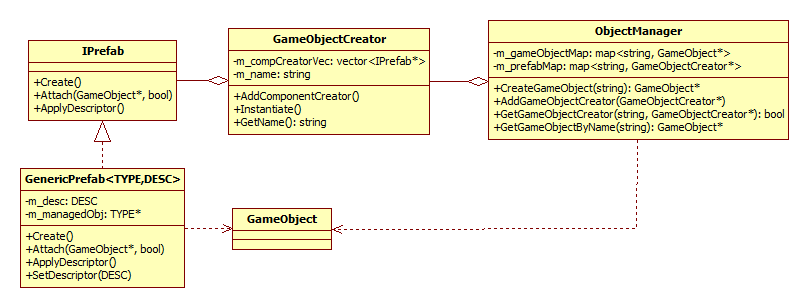 IPrefab
+Create()
+Attach(GameObject*, bool)
+ApplyDescriptor()
GameObjectCreator
-m_compCreatorVec: vector<IPrefab*>
-m_name: string
+AddComponentCreator()
+Instantiate()
+GetName(): string
ObjectManager
-m_gameObjectMap: map<string, GameObject*>
-m_prefabMap: map<string, GameObjectCreator*>
+CreateGameObject(string): GameObject*
+AddGameObjectCreator(GameObjectCreator*)
+GetGameObjectCreator(string, GameObjectCreator*): bool
+GetGameObjectByName(string): GameObject*
GenericPrefab<TYPE,DESC>
-m_desc: DESC
-m_managedObj: TYPE*
+Create()
+Attach(GameObject*, bool)
+ApplyDescriptor()
+SetDescriptor(DESC)
GameObject